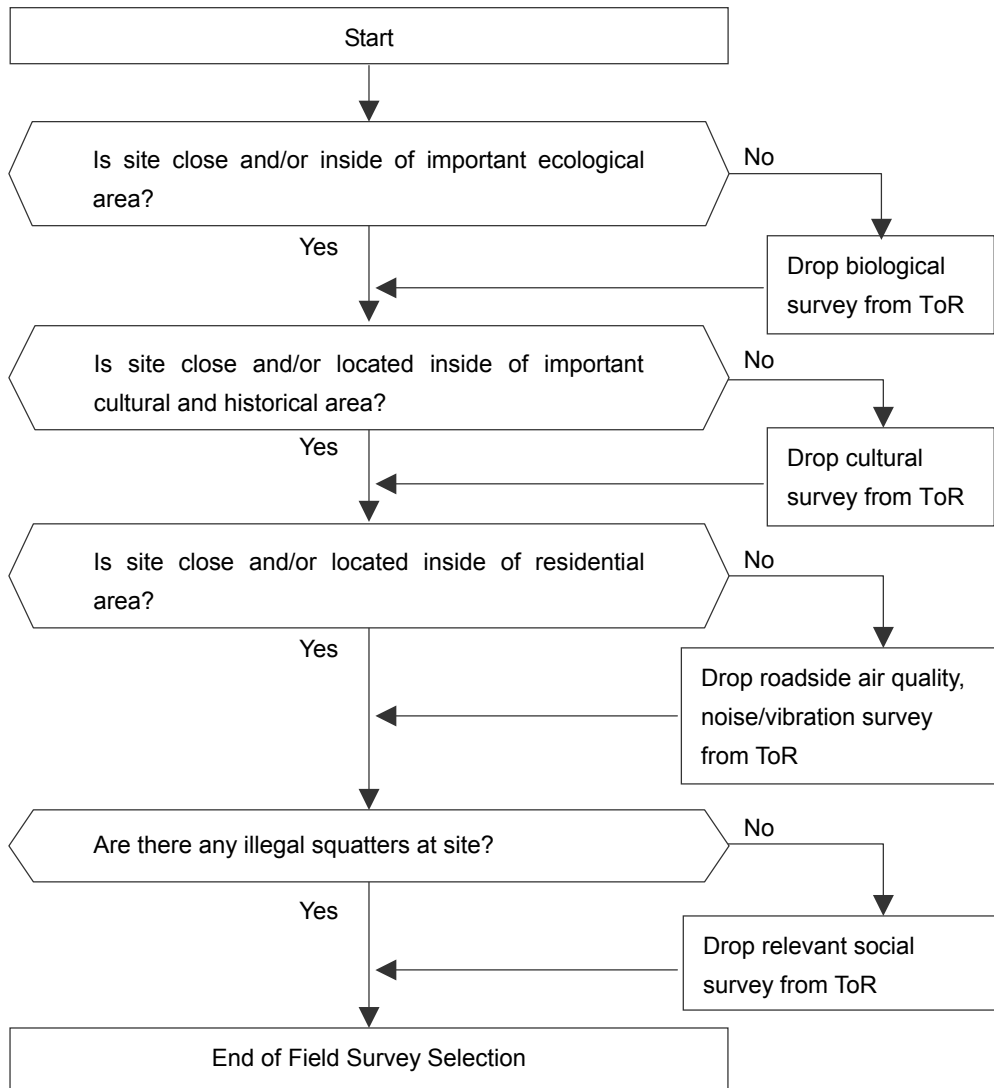 Start
Is site close and/or inside of important ecological
area?
No
Yes
Drop biological
survey from ToR
Is site close and/or located inside of important
cultural and historical area?
No
Yes
Drop cultural
survey from ToR
Is site close and/or located inside of residential
area?
No
Yes
Drop roadside air quality,
noise/vibration survey
from ToR
Are there any illegal squatters at site?
No
Yes
Drop relevant social
survey from ToR
End of Field Survey Selection